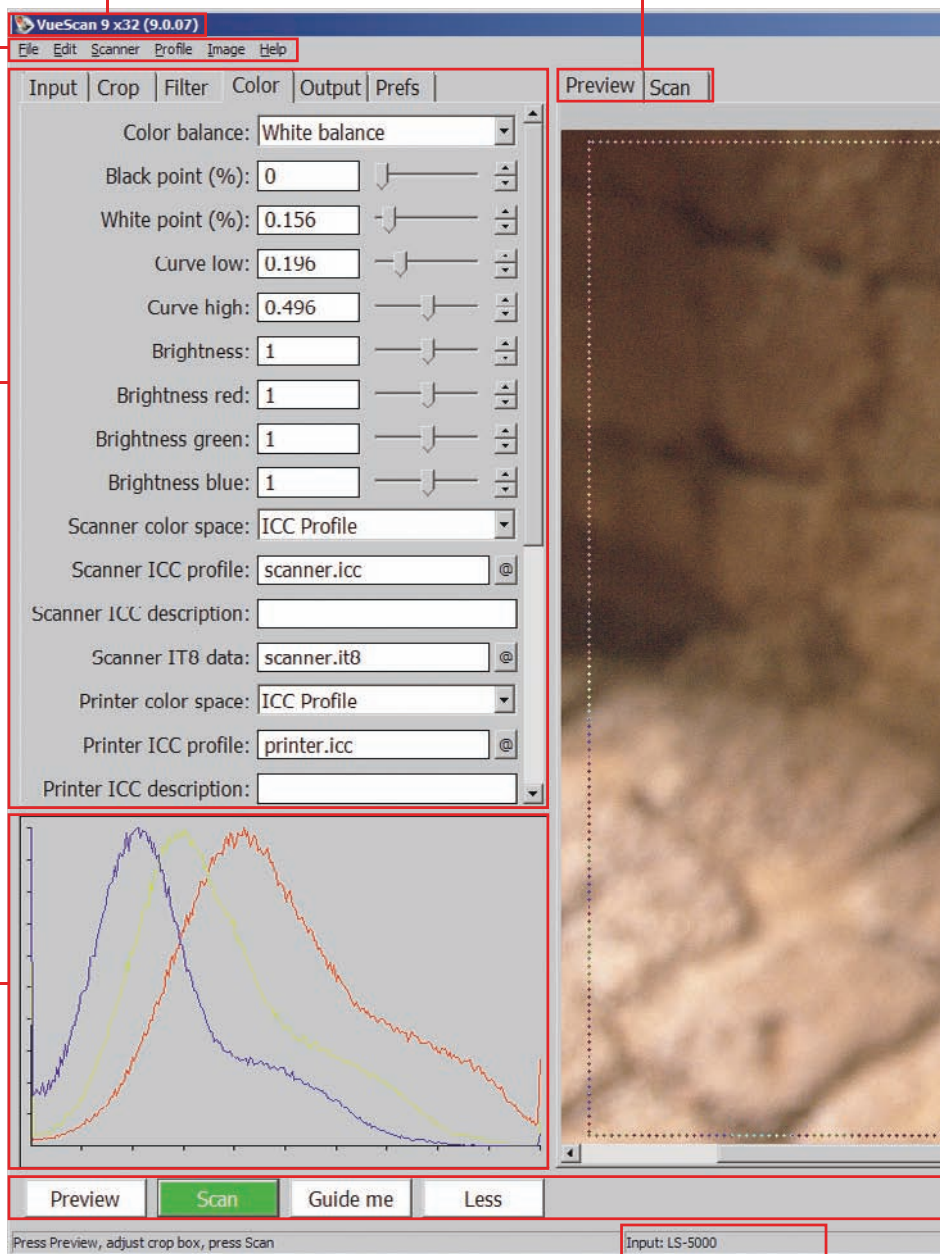 VueScan 9 x32 (9.0.07)
File Edit Scanner Profile Image Help
Input Crop Filter Color Output Prefs
Preview Scan
Color balance: White balance
Black point (%): 0
White point (%): 0.156
Curve low: 0.196
Curve high: 0.496
Brightness: 1
Brightness red: 1
Brightness green: 1
Brightness blue: 1
Scanner color space: ICC Profile
Scanner ICC profile: scanner.icc @
Scanner ICC description:
Scanner IT8 data: scanner.it8 @
Printer color space: ICC Profile
Printer ICC profile: printer.icc @
Printer ICC description:
Preview Scan Guide me Less
Press Preview, adjust crop box, press Scan
Input: LS-5000